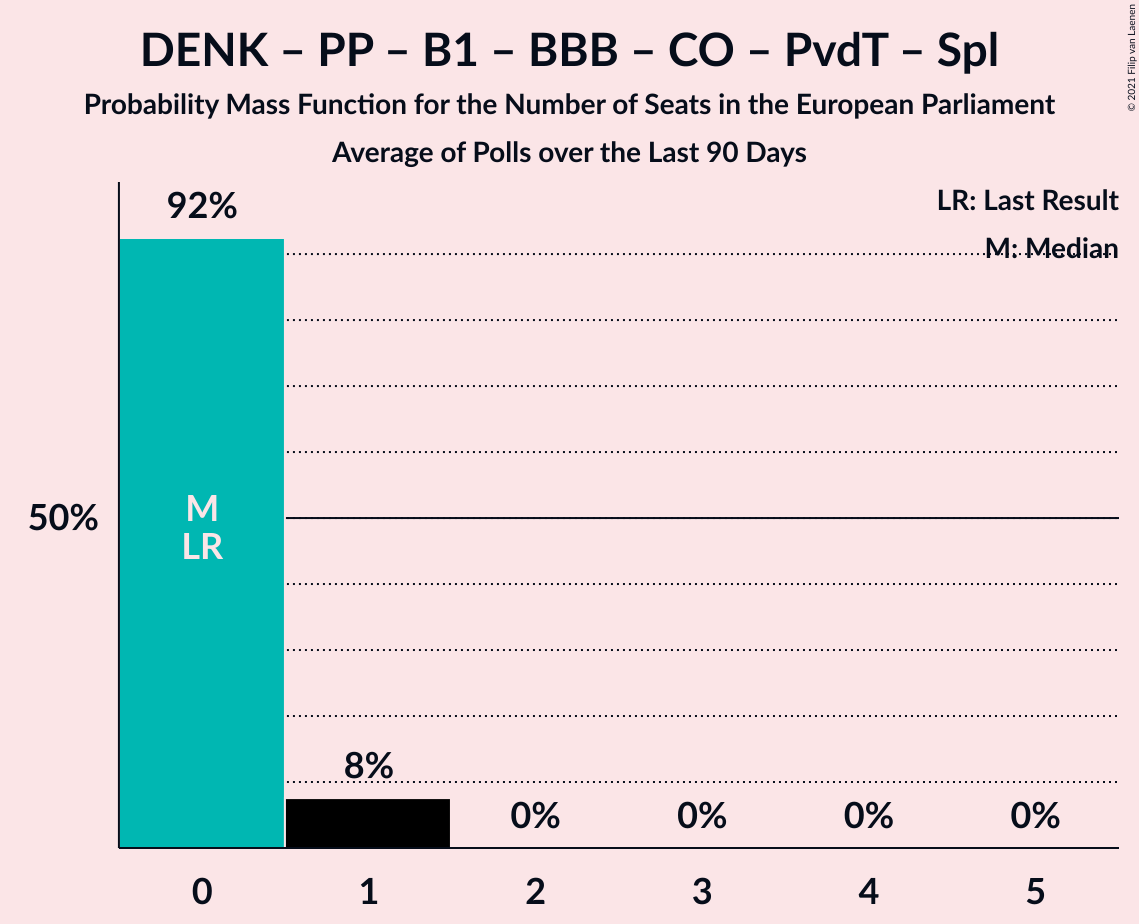 DENK – PP – B1 – BBB – CO – PvdT – Spl
Probability Mass Function for the Number of Seats in the European Parliament
Average of Polls over the Last 90 Days
© 2021 Filip van Laenen
LR: Last Result
M: Median
92%
50%
M
LR
8%
0%
0%
0%
0%
0
1
2
3
4
5